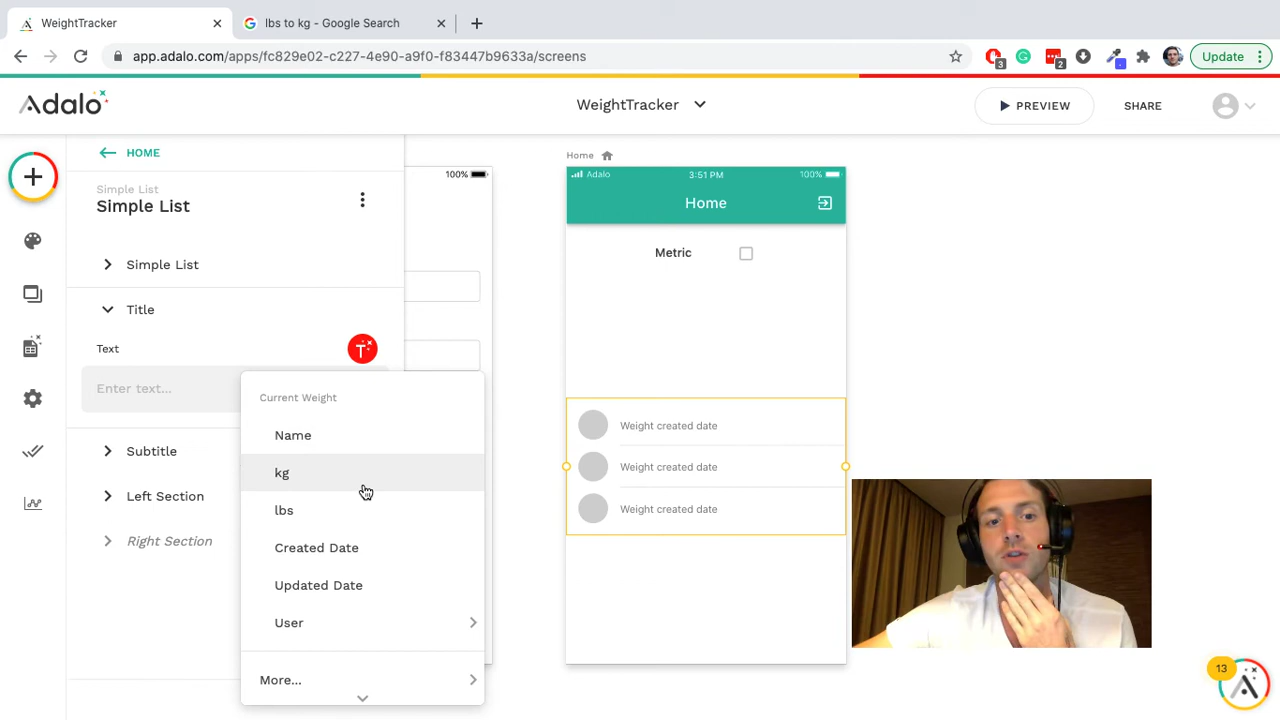 WeightTracker
lbs to kg - Google Search
app.adalo.com/apps/fc829e02-c227-4e90-a9f0-f83447b9633a/screens
3
2
Update
Adalo
WeightTracker
PREVIEW
SHARE
HOME
Simple List
Simple List
Simple List
Title
Text
T
Enter text...
Subtitle
Left Section
Right Section
Current Weight
Name
kg
lbs
Created Date
Updated Date
User
More...
100%
Home
Adalo
3:51 PM
100%
Home
Metric
Weight created date
Weight created date
Weight created date
13